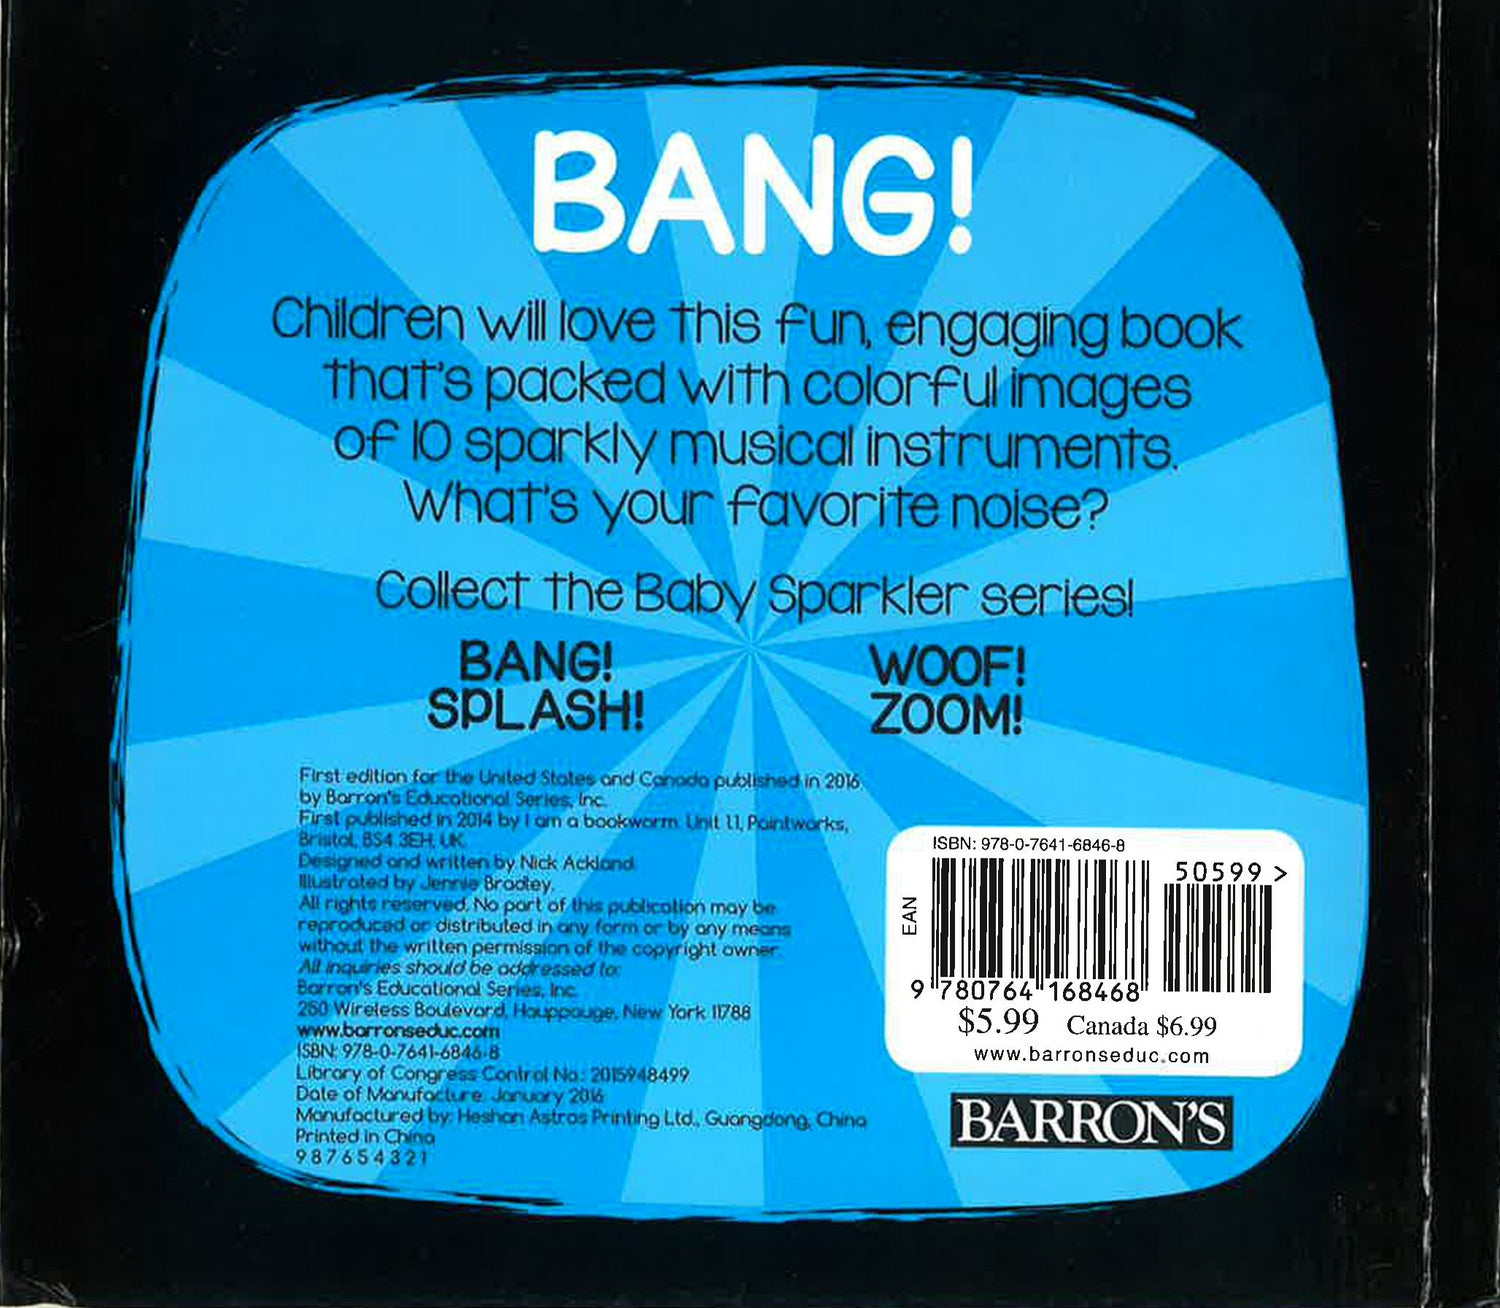 BANG!
Children will love this fun, engaging book
that's packed with colorful images
of 10 sparkly musical instruments.
What's your favorite noise?
Collect the Baby Sparkler series!
BANG!
SPLASH!
WOOF!
ZOOM!
First edition for the United States and Canada published in 2016
by Barron's Educational Series, Inc.
First published in 2014 by I am a bookworm. Unit 1.1, Paintworks,
Bristol, BS4 3EH, UK.
Designed and written by Nick Ackland.
Illustrated by Jennie Bradley.
All rights reserved. No part of this publication may be
reproduced or distributed in any form or by any means
without the written permission of the copyright owner.
All inquiries should be addressed to:
Barron's Educational Series, Inc.
250 Wireless Boulevard, Hauppauge, New York 11788
www.barronseduc.com
ISBN: 978-0-7641-6846-8
Library of Congress Control No.: 2015948499
Date of Manufacture: January 2016
Manufactured by: Heshan Astros Printing Ltd., Guangdong, China
Printed in China
9 8 7 6 5 4 3 2 1
ISBN: 978-0-7641-6846-8
50599 >
EAN
9 780764 168468
$5.99 Canada $6.99
www.barronseduc.com
BARRON'S